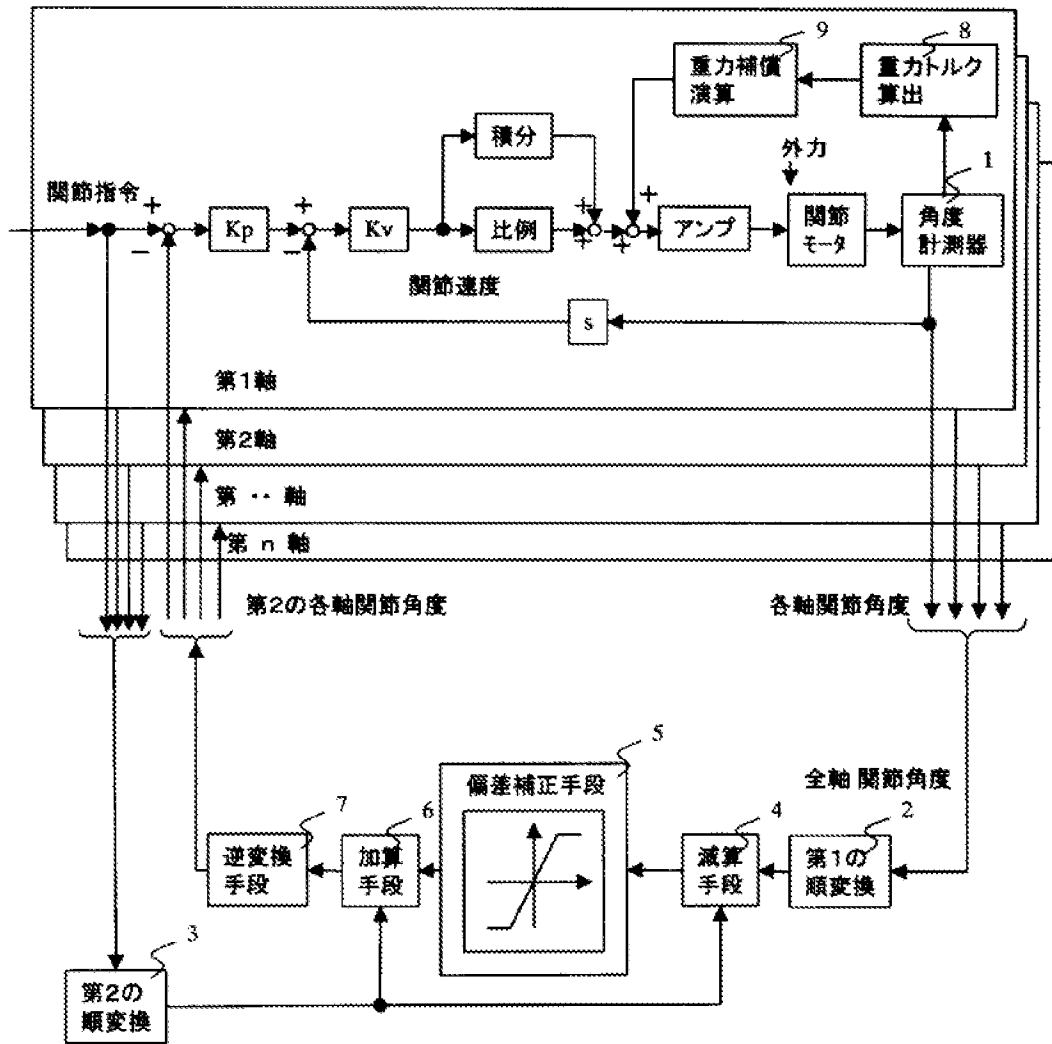 9
8
重力補償
演算
重力トルク
算出
積分
外力
1
関節指令
+
−
Kp
+
−
Kv
比例
+
+
+
+
アンプ
関節
モータ
角度
計測器
関節速度
s
第1軸
第2軸
第 ‥ 軸
第 n 軸
第2の各軸関節角度
各軸関節角度
5
偏差補正手段
全軸 関節角度
7
6
4
2
逆変換
手段
加算
手段
減算
手段
第1の
順変換
3
第2の
順変換